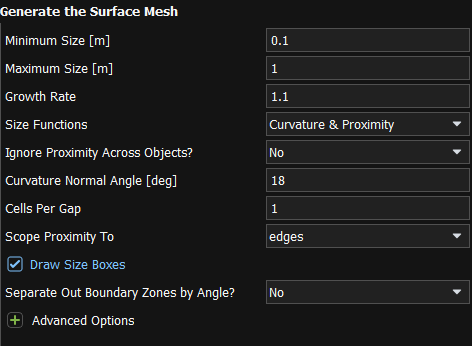 Generate the Surface Mesh
Minimum Size [m] 0.1
Maximum Size [m] 1
Growth Rate 1.1
Size Functions Curvature & Proximity
Ignore Proximity Across Objects? No
Curvature Normal Angle [deg] 18
Cells Per Gap 1
Scope Proximity To edges
Draw Size Boxes
Separate Out Boundary Zones by Angle? No
Advanced Options